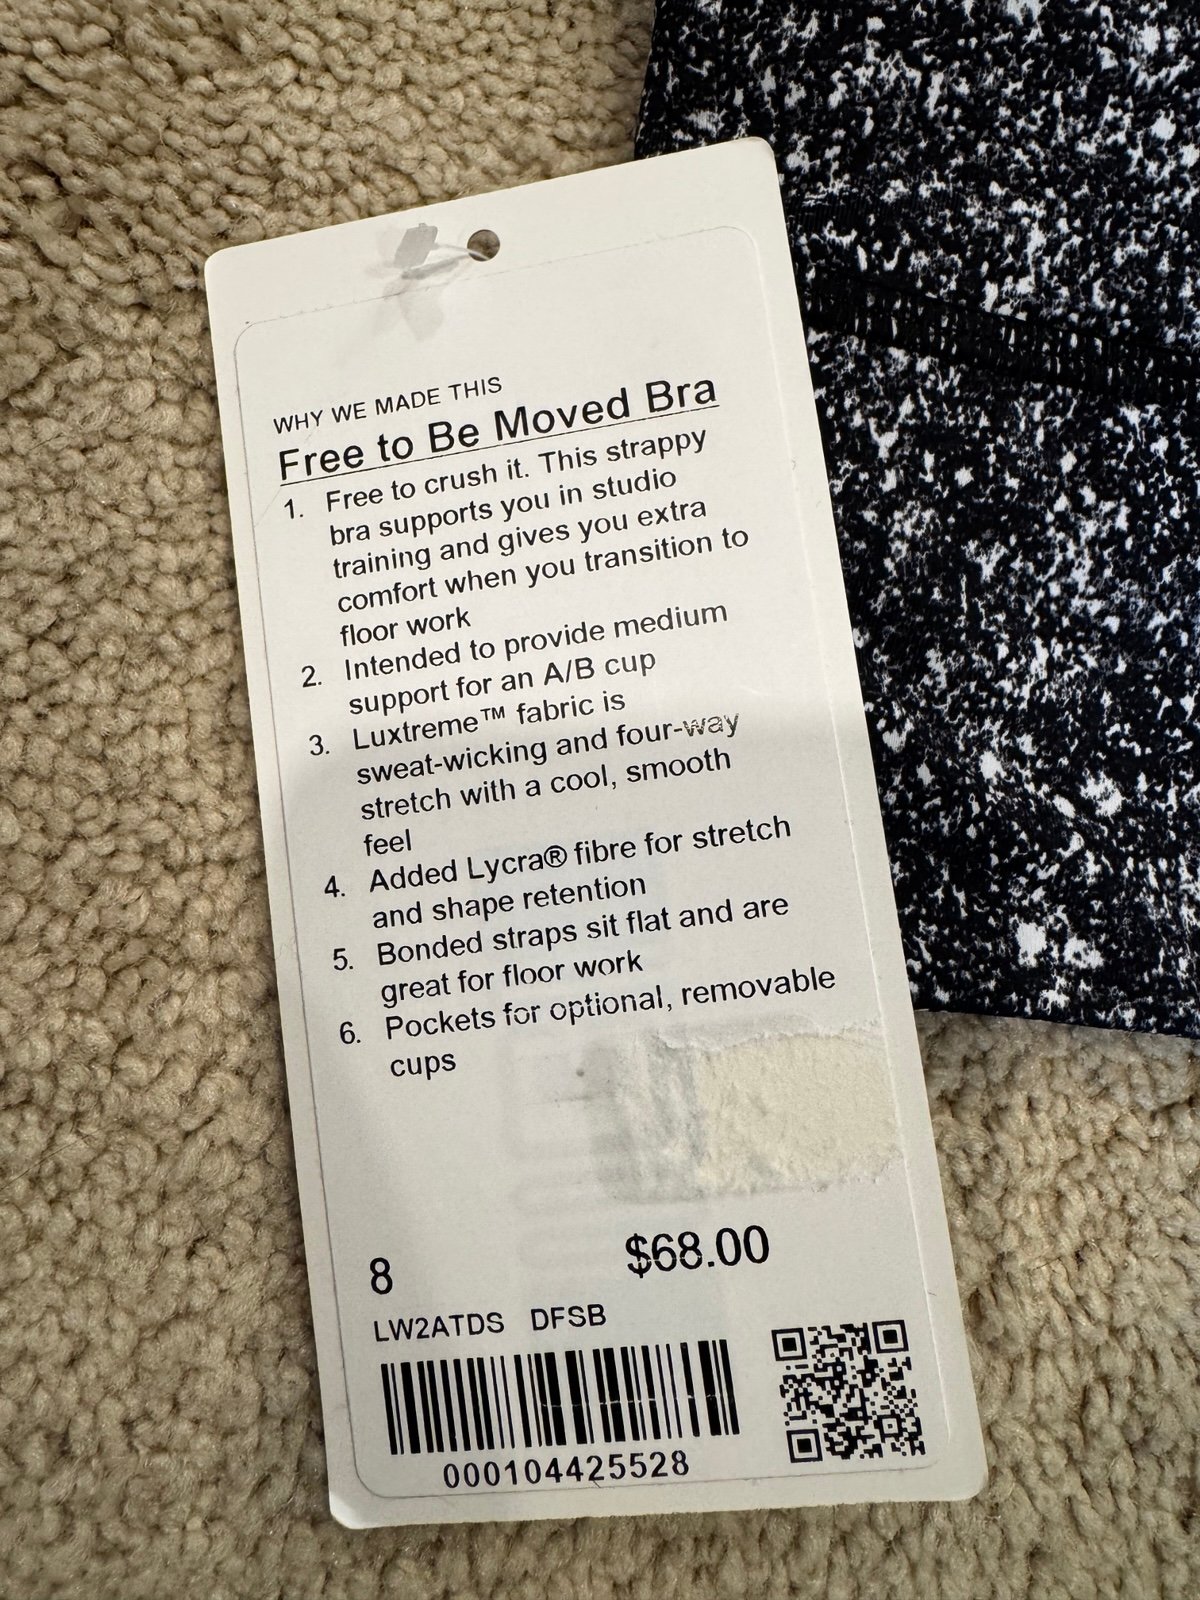 WHY WE MADE THIS
Free to Be Moved Bra
1. Free to crush it. This strappy
bra supports you in studio
training and gives you extra
comfort when you transition to
floor work
2. Intended to provide medium
support for an A/B cup
3. Luxtreme™ fabric is
sweat-wicking and four-way
stretch with a cool, smooth
feel
4. Added Lycra® fibre for stretch
and shape retention
5. Bonded straps sit flat and are
great for floor work
6. Pockets for optional, removable
cups
8 $68.00
LW2ATDS DFSB
000104425528